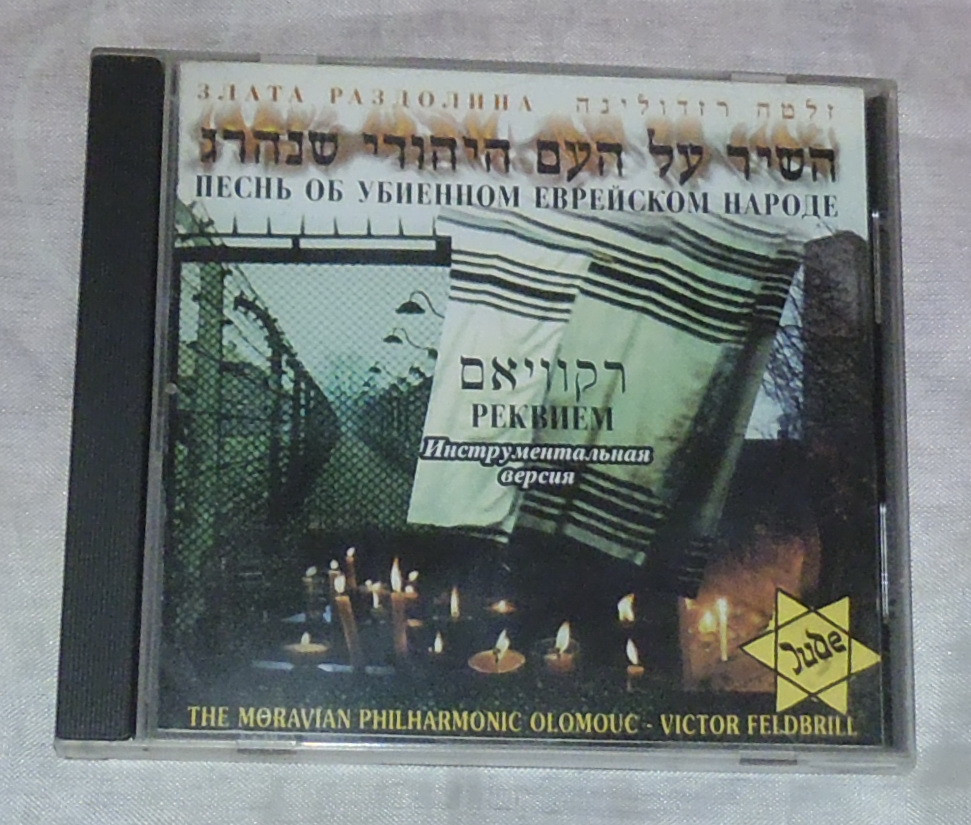 ЗЛАТА РАЗДОЛИНА זלטה רזדולינה
השיר על העם היהודי שנהרג
ПЕСНЬ ОБ УБИЕННОМ ЕВРЕЙСКОМ НАРОДЕ
רקוויאם
РЕКВИЕМ
Инструментальная
версия
Jude
THE MORAVIAN PHILHARMONIC OLOMOUC - VICTOR FELDBRILL